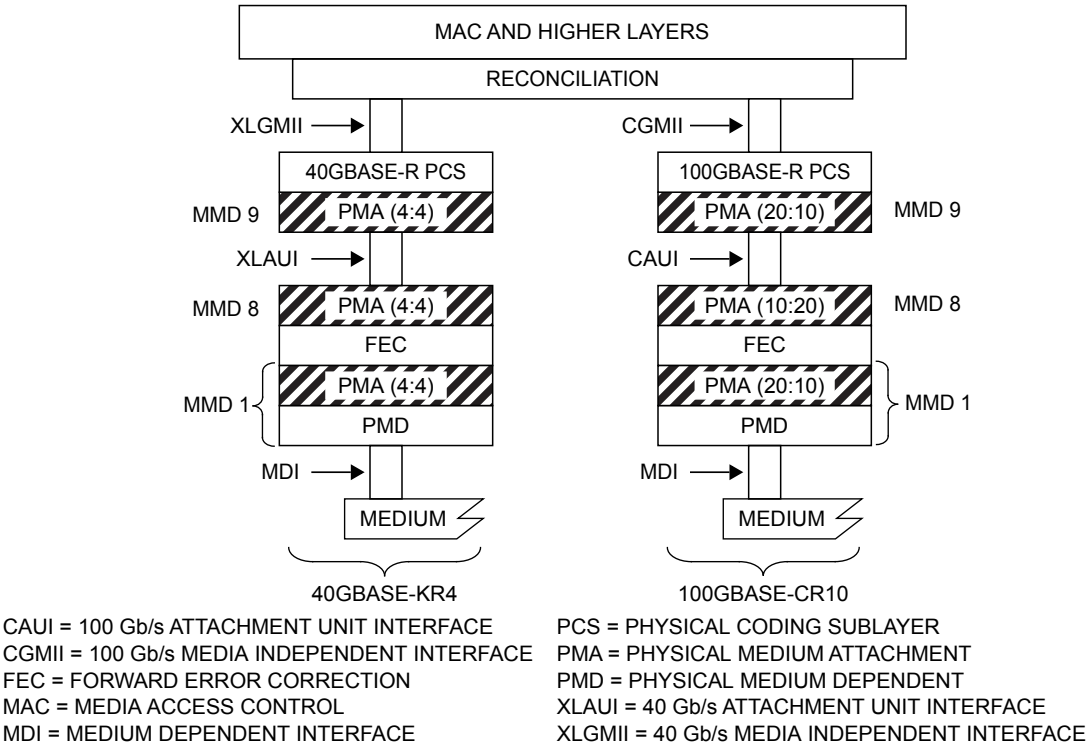 MAC AND HIGHER LAYERS
RECONCILIATION
XLGMII
CGMII
40GBASE-R PCS
100GBASE-R PCS
MMD 9
PMA (4:4)
PMA (20:10)
MMD 9
XLAUI
CAUI
MMD 8
PMA (4:4)
PMA (10:20)
MMD 8
FEC
FEC
MMD 1
PMA (4:4)
PMA (20:10)
MMD 1
PMD
PMD
MDI
MDI
MEDIUM
MEDIUM
40GBASE-KR4
100GBASE-CR10
CAUI = 100 Gb/s ATTACHMENT UNIT INTERFACE
CGMII = 100 Gb/s MEDIA INDEPENDENT INTERFACE
FEC = FORWARD ERROR CORRECTION
MAC = MEDIA ACCESS CONTROL
MDI = MEDIUM DEPENDENT INTERFACE
PCS = PHYSICAL CODING SUBLAYER
PMA = PHYSICAL MEDIUM ATTACHMENT
PMD = PHYSICAL MEDIUM DEPENDENT
XLAUI = 40 Gb/s ATTACHMENT UNIT INTERFACE
XLGMII = 40 Gb/s MEDIA INDEPENDENT INTERFACE